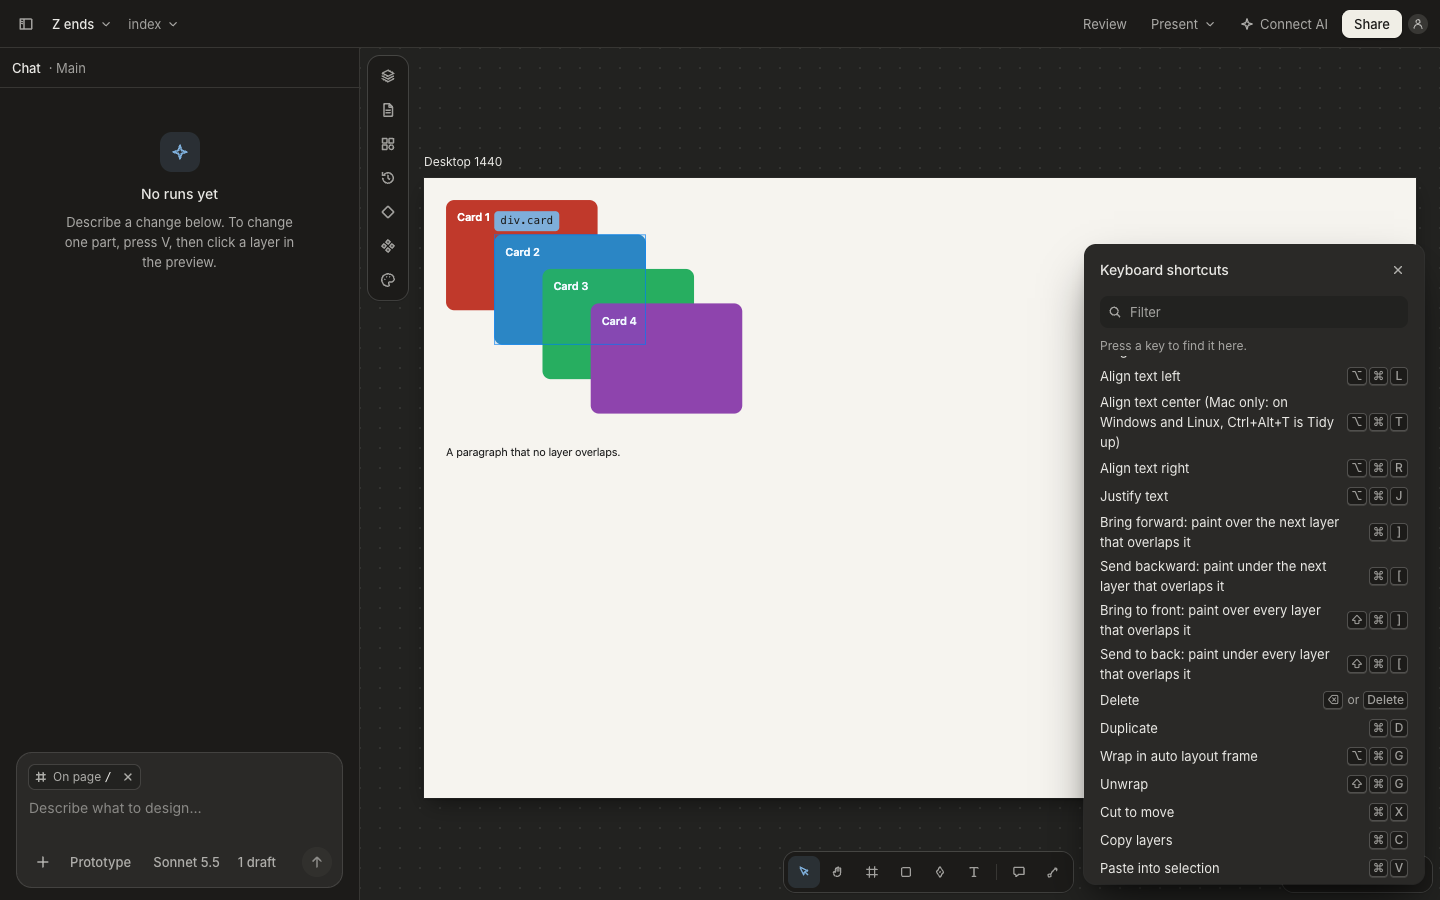 Z ends
index
Review
Present
Connect AI
Share
Chat · Main
No runs yet
Describe a change below. To change
one part, press V, then click a layer in
the preview.
On page /
Describe what to design...
Prototype
Sonnet 5.5
1 draft
Desktop 1440
Card 1
div.card
Card 2
Card 3
Card 4
A paragraph that no layer overlaps.
Keyboard shortcuts
Filter
Press a key to find it here.
Align text left ⌥ ⌘ L
Align text center (Mac only: on
Windows and Linux, Ctrl+Alt+T is Tidy
up) ⌥ ⌘ T
Align text right ⌥ ⌘ R
Justify text ⌥ ⌘ J
Bring forward: paint over the next layer
that overlaps it ⌘ ]
Send backward: paint under the next
layer that overlaps it ⌘ [
Bring to front: paint over every layer
that overlaps it ⇧ ⌘ ]
Send to back: paint under every layer
that overlaps it ⇧ ⌘ [
Delete ⌫ or Delete
Duplicate ⌘ D
Wrap in auto layout frame ⌥ ⌘ G
Unwrap ⇧ ⌘ G
Cut to move ⌘ X
Copy layers ⌘ C
Paste into selection ⌘ V